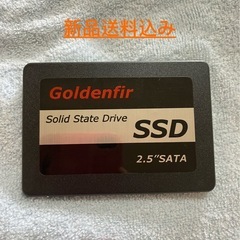 新品送料込み
Goldenfir
Solid State Drive
SSD
2.5"SATA